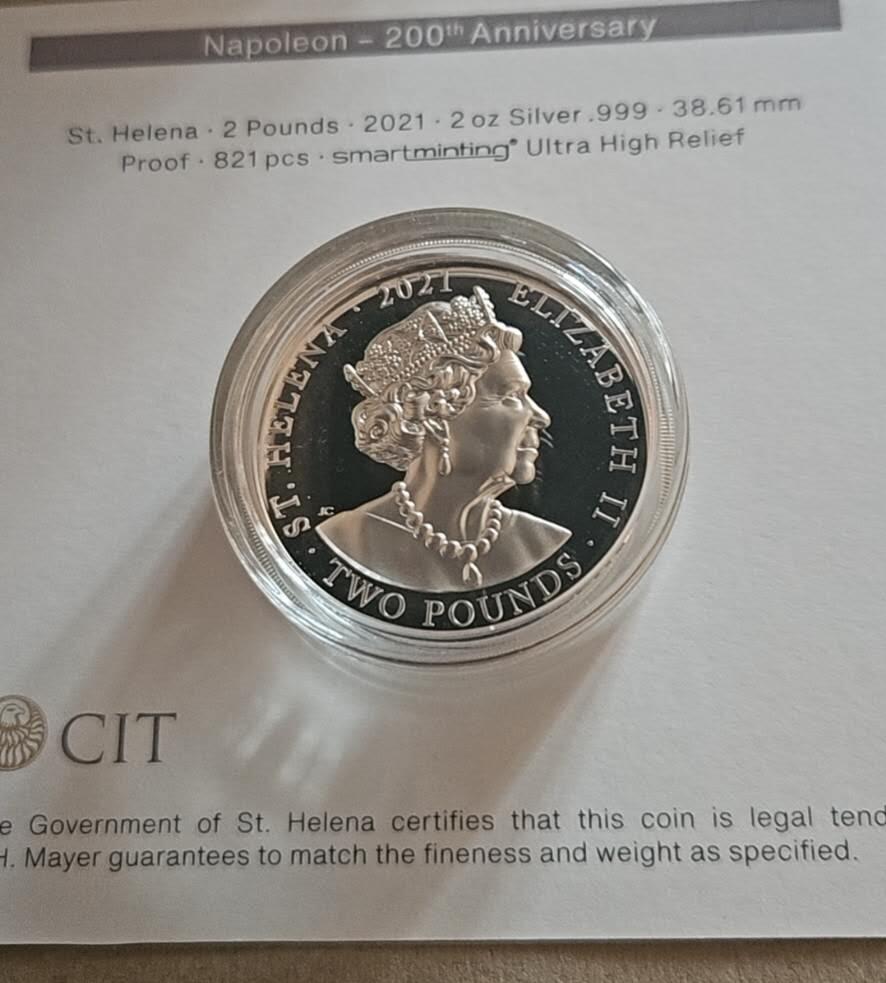 Napoleon – 200th Anniversary
St. Helena · 2 Pounds · 2021 · 2 oz Silver .999 · 38.61 mm
Proof · 821 pcs · smartminting® Ultra High Relief
ST. HELENA · 2021 ELIZABETH II
· TWO POUNDS ·
JC
CIT
e Government of St. Helena certifies that this coin is legal tend
H. Mayer guarantees to match the fineness and weight as specified.